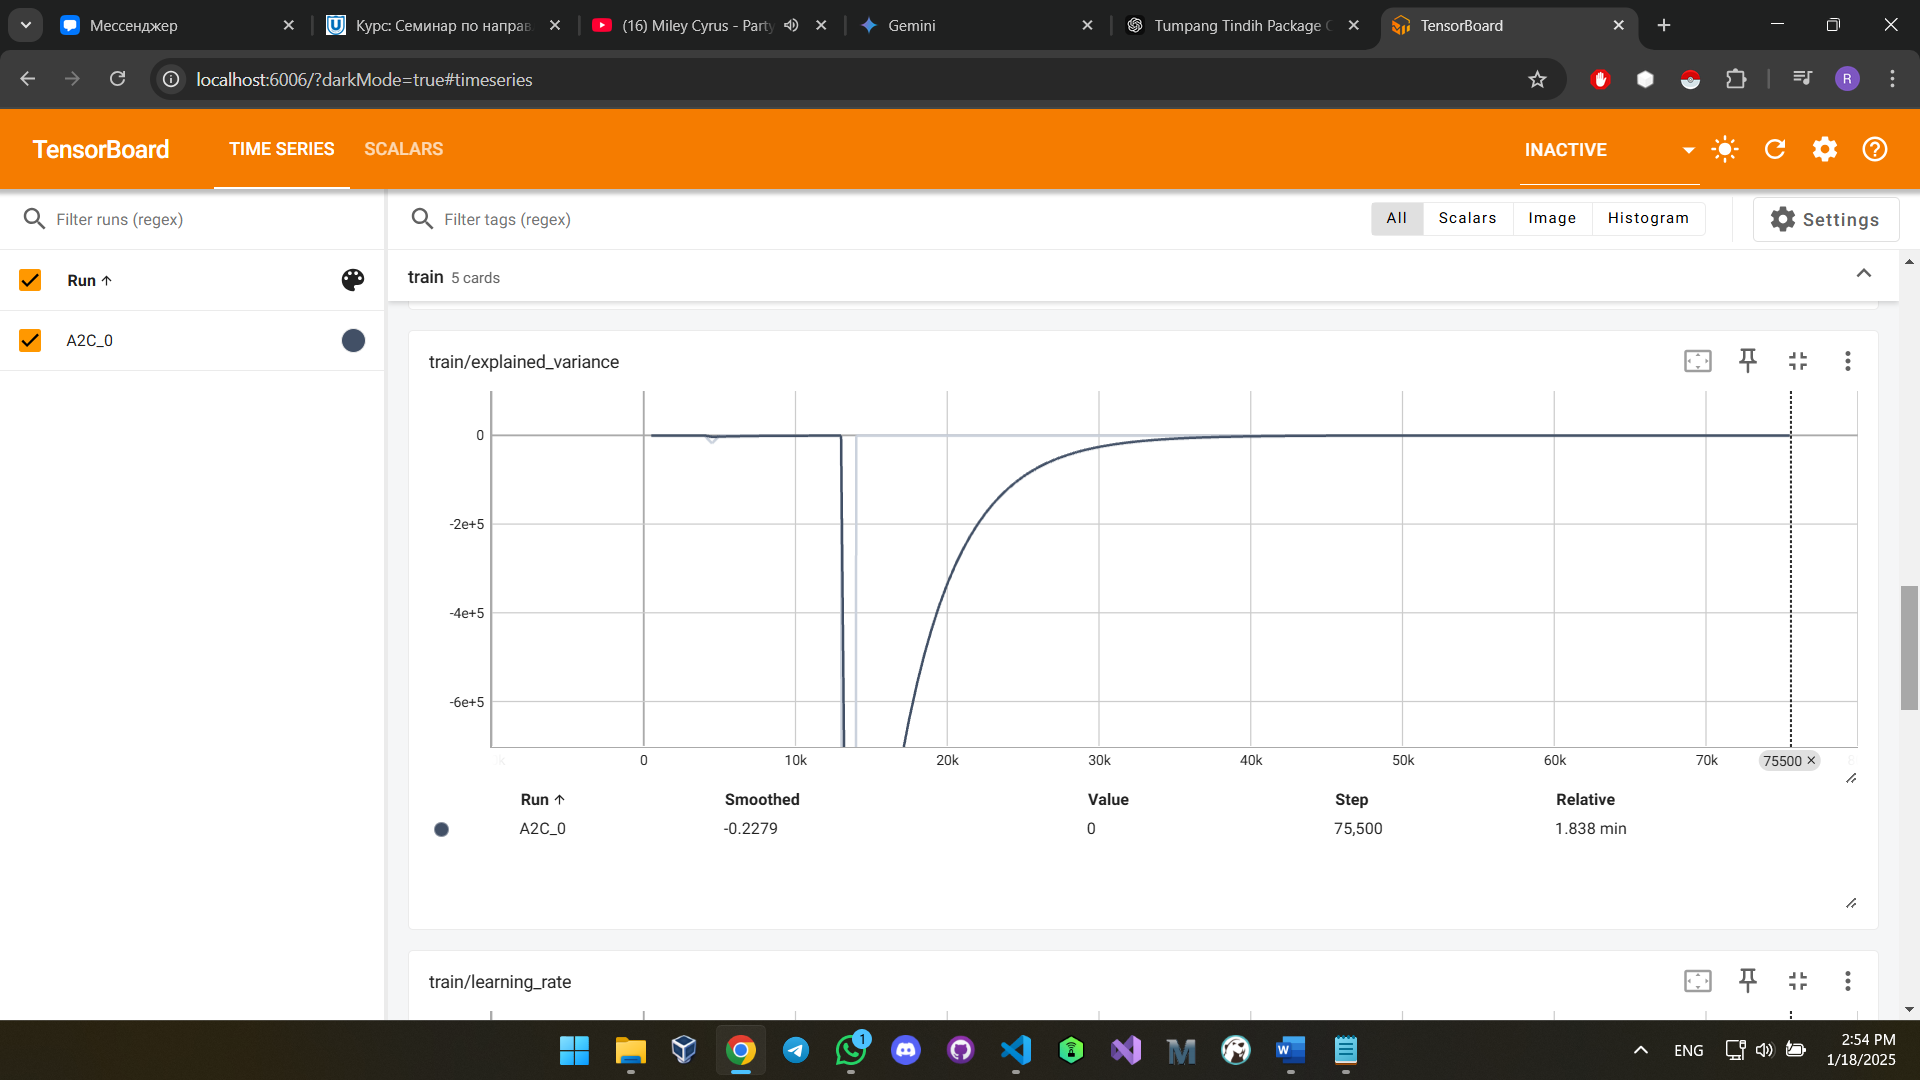 Мессенджер
Курс: Семинар по направ
(16) Miley Cyrus - Party
Gemini
Tumpang Tindih Package C
TensorBoard
localhost:6006/?darkMode=true#timeseries
R
TensorBoard
TIME SERIES
SCALARS
INACTIVE
Filter runs (regex)
Filter tags (regex)
All
Scalars
Image
Histogram
Settings
Run
train 5 cards
A2C_0
train/explained_variance
0
-2e+5
-4e+5
-6e+5
0
10k
20k
30k
40k
50k
60k
70k
75500
Run
Smoothed
Value
Step
Relative
A2C_0
-0.2279
0
75,500
1.838 min
train/learning_rate
1
ENG
2:54 PM
1/18/2025